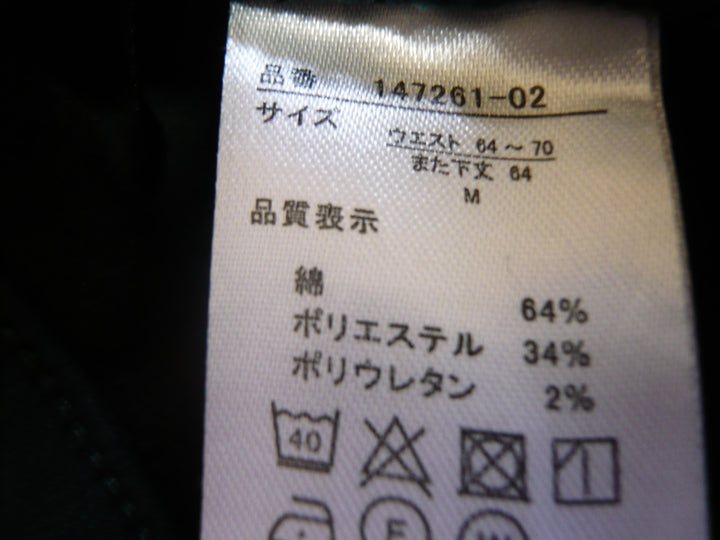 品番 147261-02
サイズ ウエスト 64～70
また下丈 64
M
品質表示
綿 64%
ポリエステル 34%
ポリウレタン 2%
40